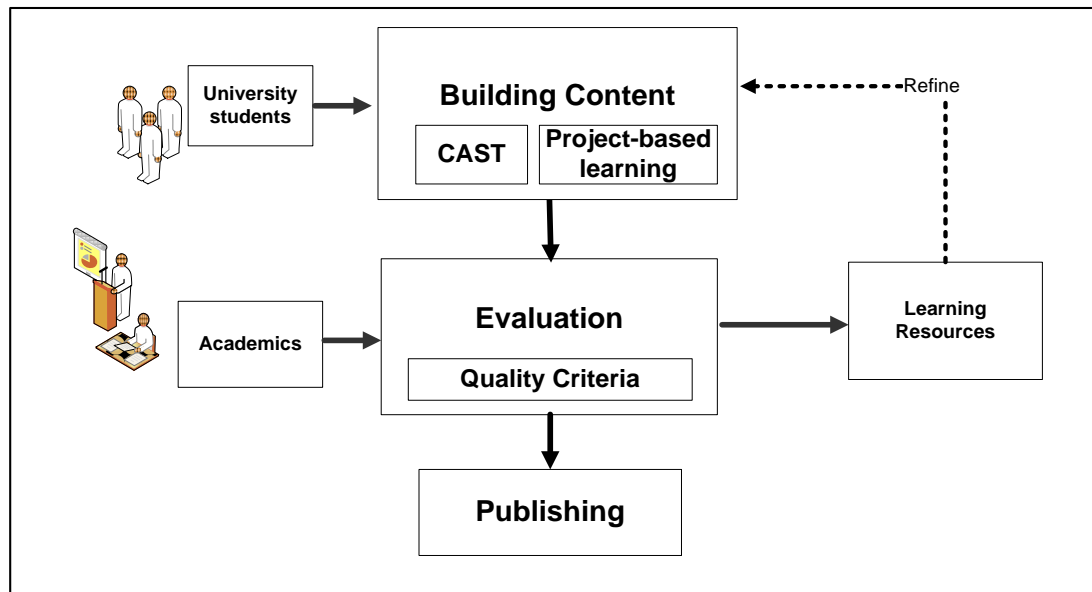 University
students
Building Content
CAST
Project-based
learning
Refine
Academics
Evaluation
Quality Criteria
Learning
Resources
Publishing